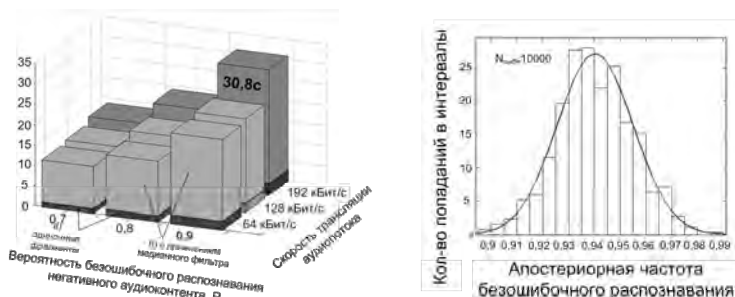 35
30
25
20
15
10
5
0
30,8с
0,7
0,8
0,9
192 кБит/с
128 кБит/с
64 кБит/с
Скорость трансляции
аудиопотока
фрагменты
медианного фильтра
Вероятность безошибочного распознавания
негативного аудиоконтента,
10000
25
20
15
10
5
0
0,9 0,91 0,92 0,93 0,94 0,95 0,96 0,97 0,98 0,99
Кол-во попаданий в интервалы
Апостериорная частота
безошибочного распознавания